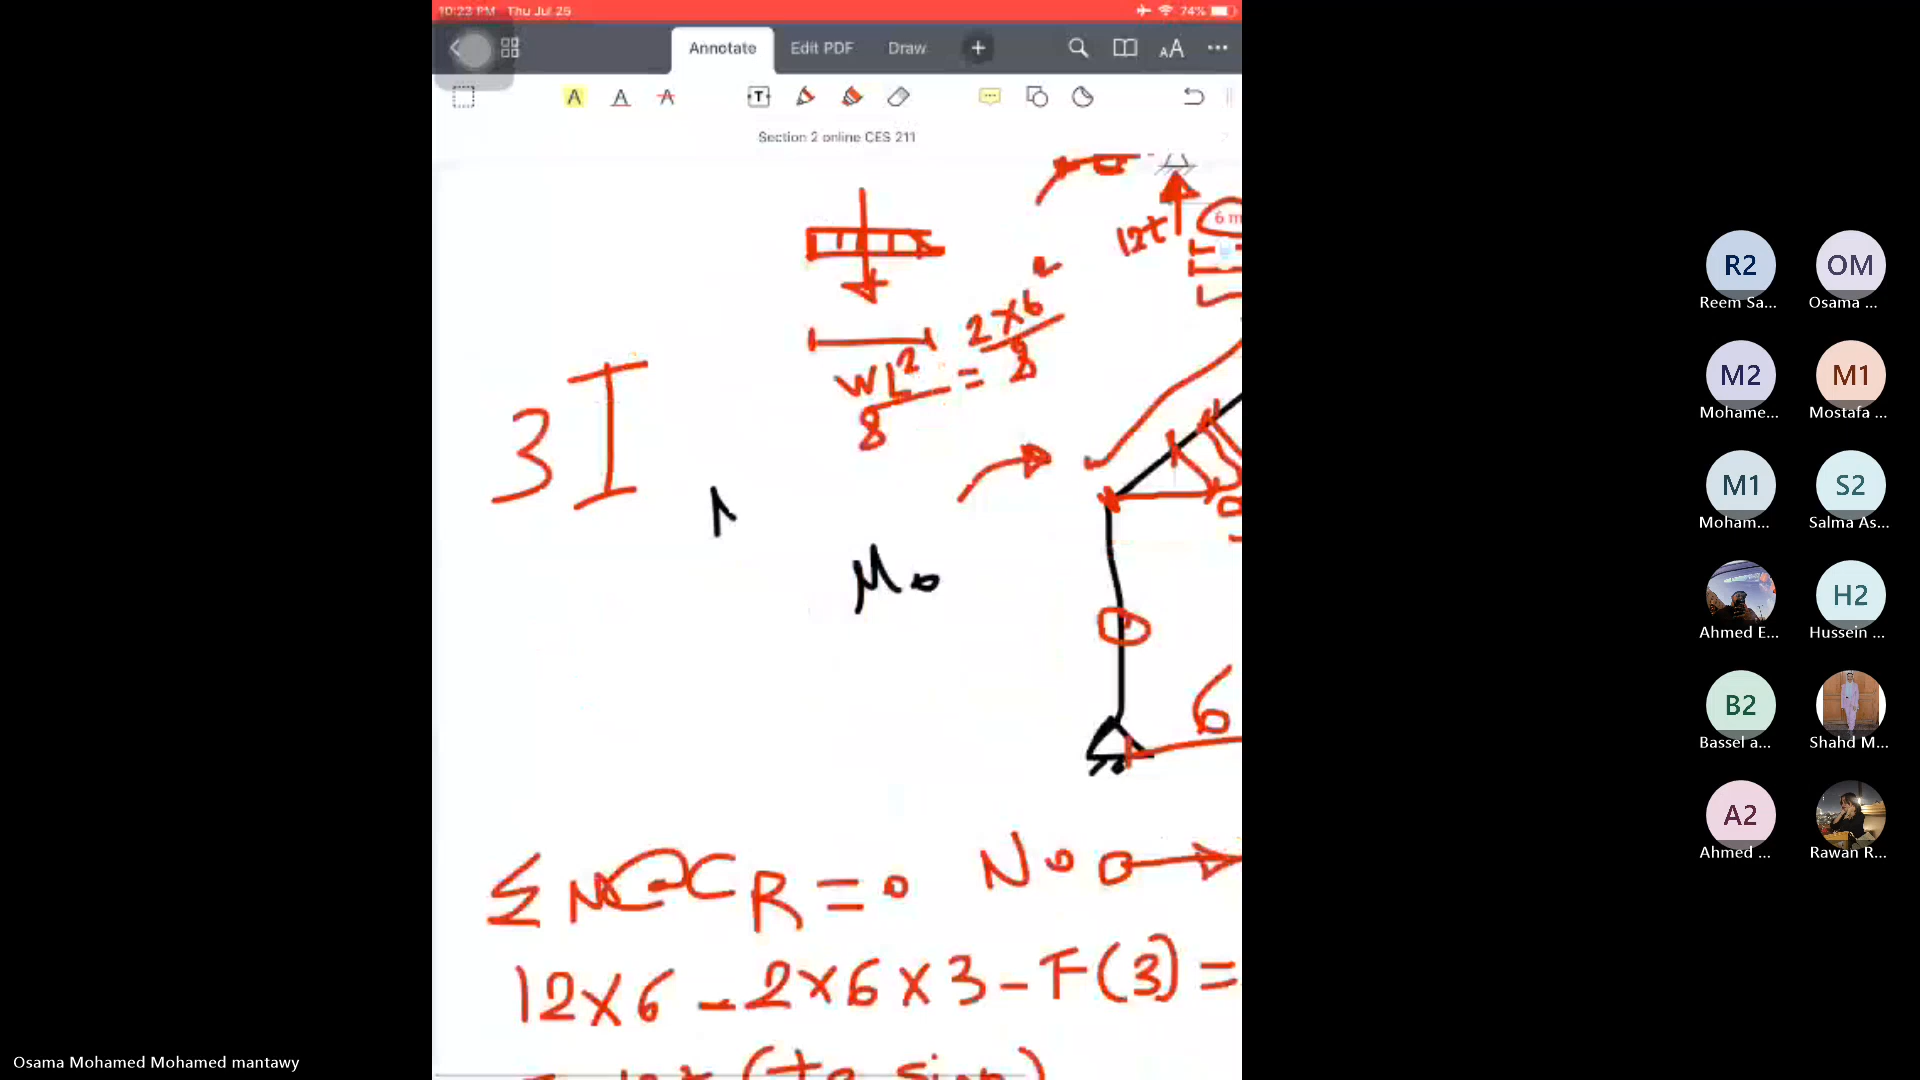 10:23 PM Thu Jul 25
74%
Annotate Edit PDF Draw
Section 2 online CES 211
12t
6 m
WL² / 8 = 2×6² / 8
3I
M₀
6
ΣM@CR=0 N₀
12×6 - 2×6×3 - F(3) =
R2 OM
Reem Sa... Osama ...
M2 M1
Mohame... Mostafa ...
M1 S2
Moham... Salma As...
H2
Ahmed E... Hussein ...
B2
Bassel a... Shahd M...
A2
Ahmed ... Rawan R...
Osama Mohamed Mohamed mantawy